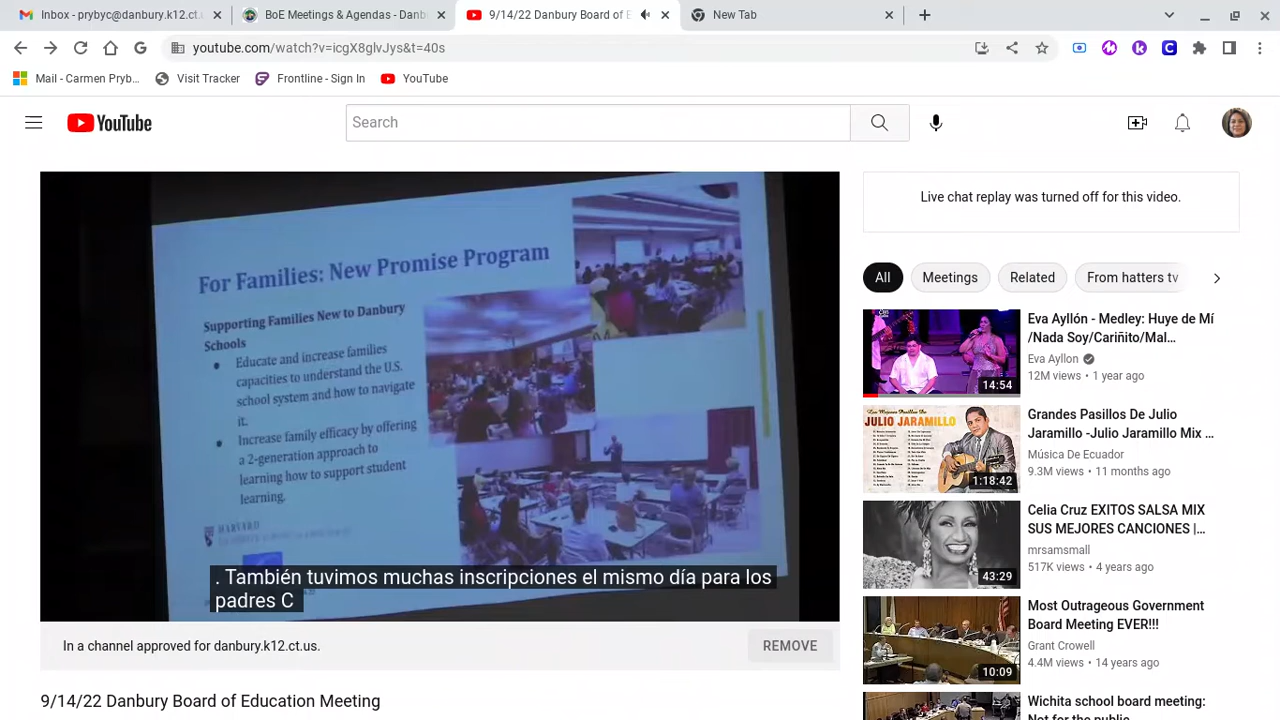 Inbox - prybyc@danbury.k12.ct.u
BoE Meetings & Agendas - Danb
9/14/22 Danbury Board of E
New Tab
youtube.com/watch?v=icgX8glvJys&t=40s
Mail - Carmen Pryb...
Visit Tracker
Frontline - Sign In
YouTube
YouTube
Search
For Families: New Promise Program
Supporting Families New to Danbury
Schools
Educate and increase families
capacities to understand the U.S.
school system and how to navigate
it.
Increase family efficacy by offering
a 2-generation approach to
learning how to support student
learning.
HARVARD
. También tuvimos muchas inscripciones el mismo día para los
padres C
In a channel approved for danbury.k12.ct.us.
REMOVE
9/14/22 Danbury Board of Education Meeting
Live chat replay was turned off for this video.
All
Meetings
Related
From hatters tv
Eva Ayllón - Medley: Huye de Mí
/Nada Soy/Cariñito/Mal...
Eva Ayllon
12M views • 1 year ago
14:54
Grandes Pasillos De Julio
Jaramillo -Julio Jaramillo Mix ...
Música De Ecuador
9.3M views • 11 months ago
JULIO JARAMILLO
1:18:42
Celia Cruz EXITOS SALSA MIX
SUS MEJORES CANCIONES |...
mrsamsmall
517K views • 4 years ago
43:29
Most Outrageous Government
Board Meeting EVER!!!
Grant Crowell
4.4M views • 14 years ago
10:09
Wichita school board meeting:
Not for the public